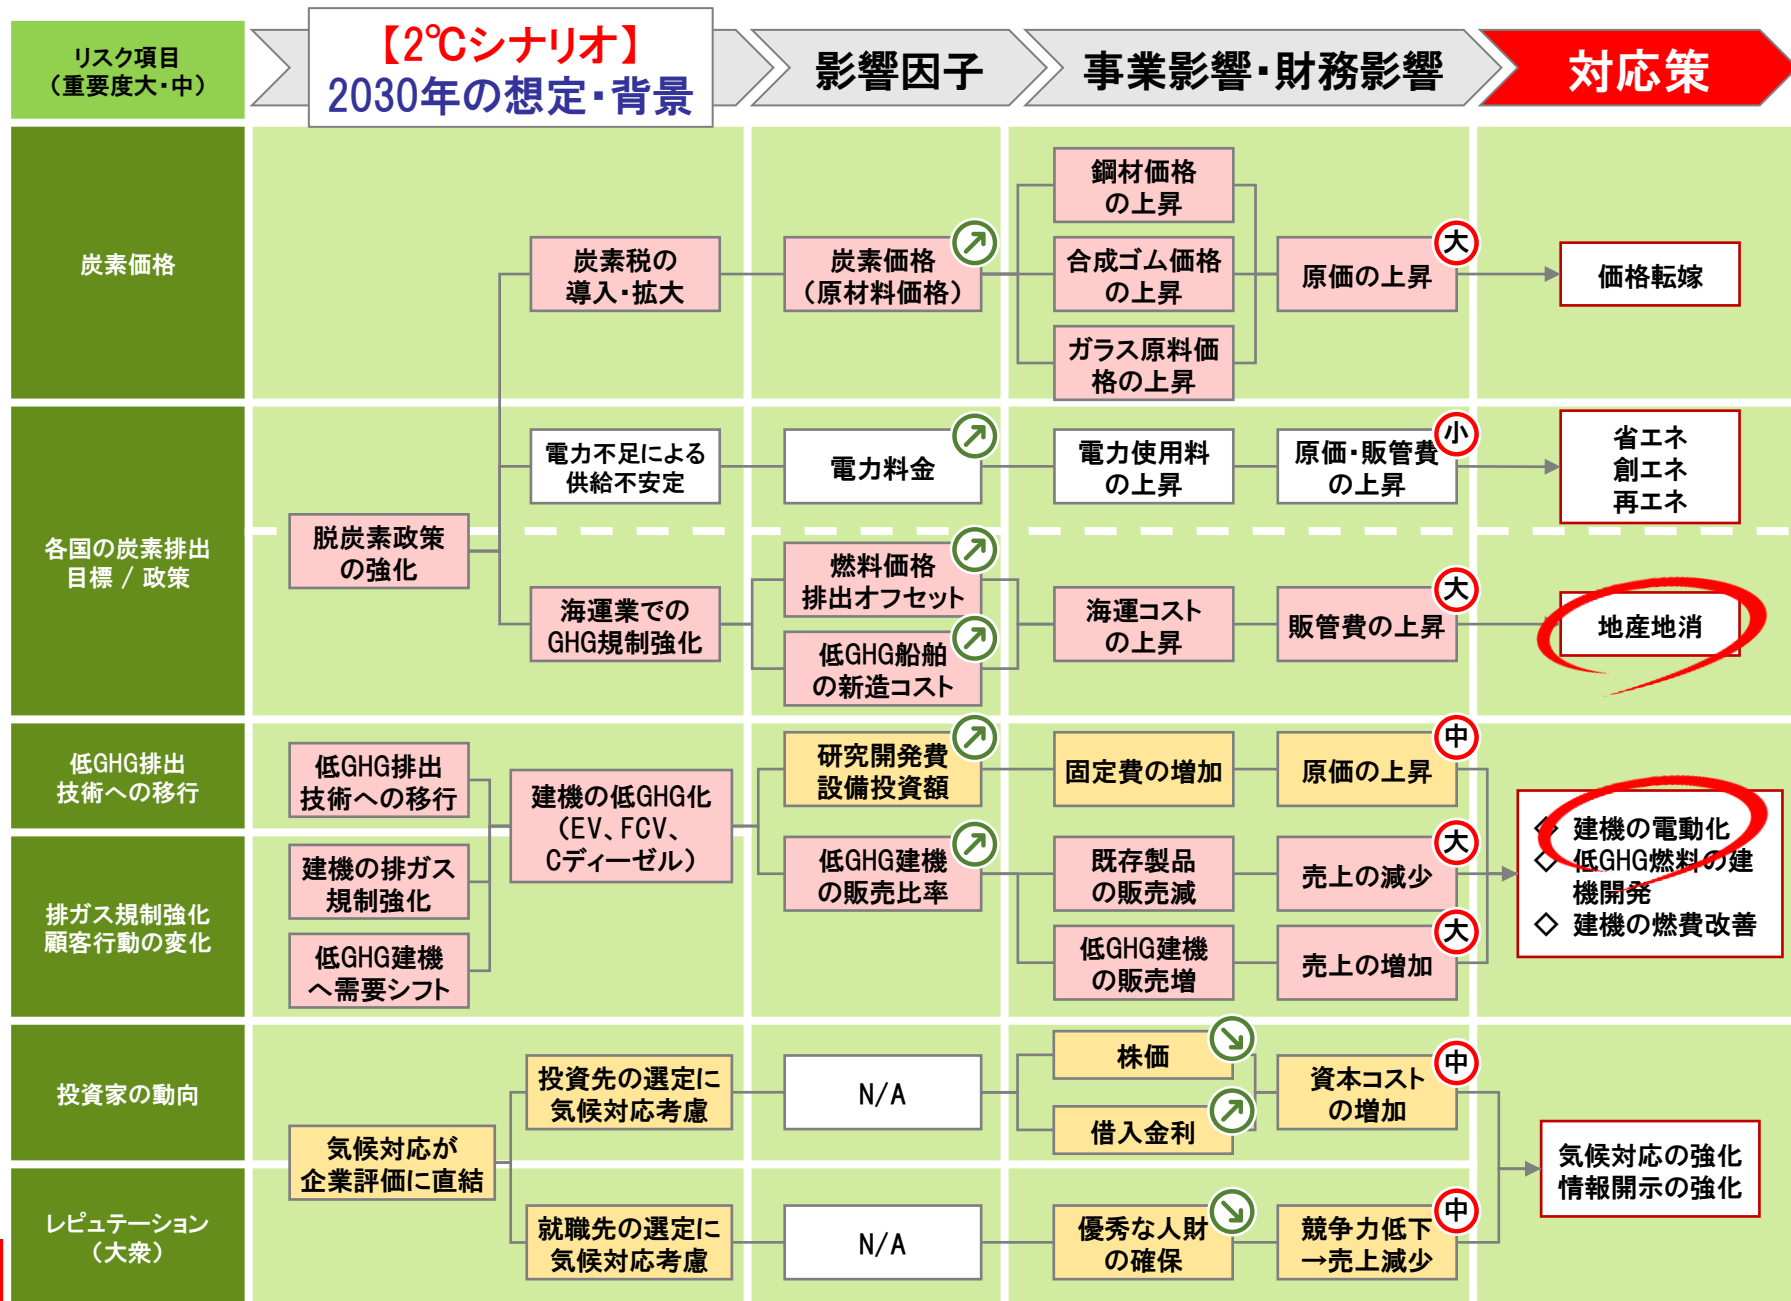 リスク項目
（重要度大・中）
【2℃シナリオ】
2030年の想定・背景
影響因子
事業影響・財務影響
対応策
炭素価格
炭素税の
導入・拡大
炭素価格
（原材料価格）
鋼材価格
の上昇
合成ゴム価格
の上昇
ガラス原料価
格の上昇
原価の上昇
大
価格転嫁
各国の炭素排出
目標 / 政策
脱炭素政策
の強化
電力不足による
供給不安定
電力料金
電力使用料
の上昇
原価・販管費
の上昇
小
省エネ
創エネ
再エネ
海運業での
GHG規制強化
燃料価格
排出オフセット
低GHG船舶
の新造コスト
海運コスト
の上昇
販管費の上昇
大
地産地消
低GHG排出
技術への移行
低GHG排出
技術への移行
建機の低GHG化
（EV、FCV、
Cディーゼル）
研究開発費
設備投資額
固定費の増加
原価の上昇
中
排ガス規制強化
顧客行動の変化
建機の排ガス
規制強化
低GHG建機
へ需要シフト
低GHG建機
の販売比率
既存製品
の販売減
売上の減少
大
低GHG建機
の販売増
売上の増加
大
◇ 建機の電動化
◇ 低GHG燃料の建
機開発
◇ 建機の燃費改善
投資家の動向
気候対応が
企業評価に直結
投資先の選定に
気候対応考慮
N/A
株価
借入金利
資本コスト
の増加
中
気候対応の強化
情報開示の強化
レピュテーション
（大衆）
就職先の選定に
気候対応考慮
N/A
優秀な人財
の確保
競争力低下
→売上減少
中